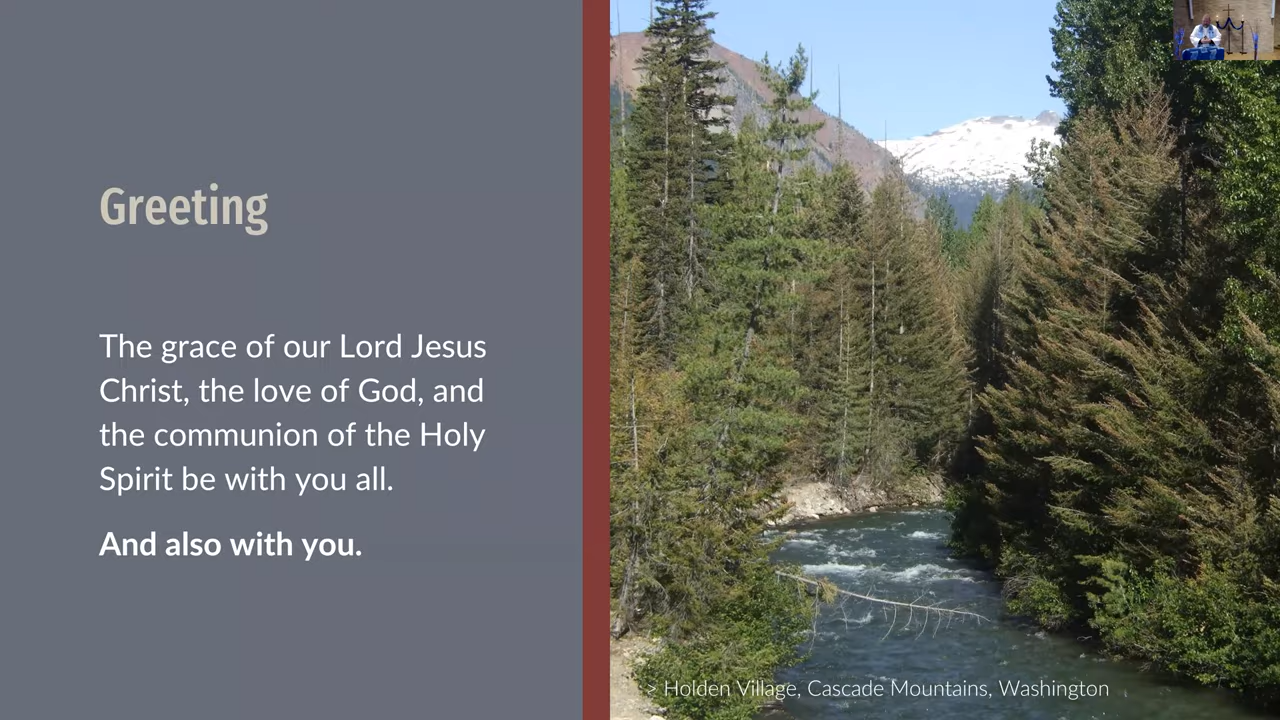 Greeting
The grace of our Lord Jesus
Christ, the love of God, and
the communion of the Holy
Spirit be with you all.
And also with you.
> Holden Village, Cascade Mountains, Washington